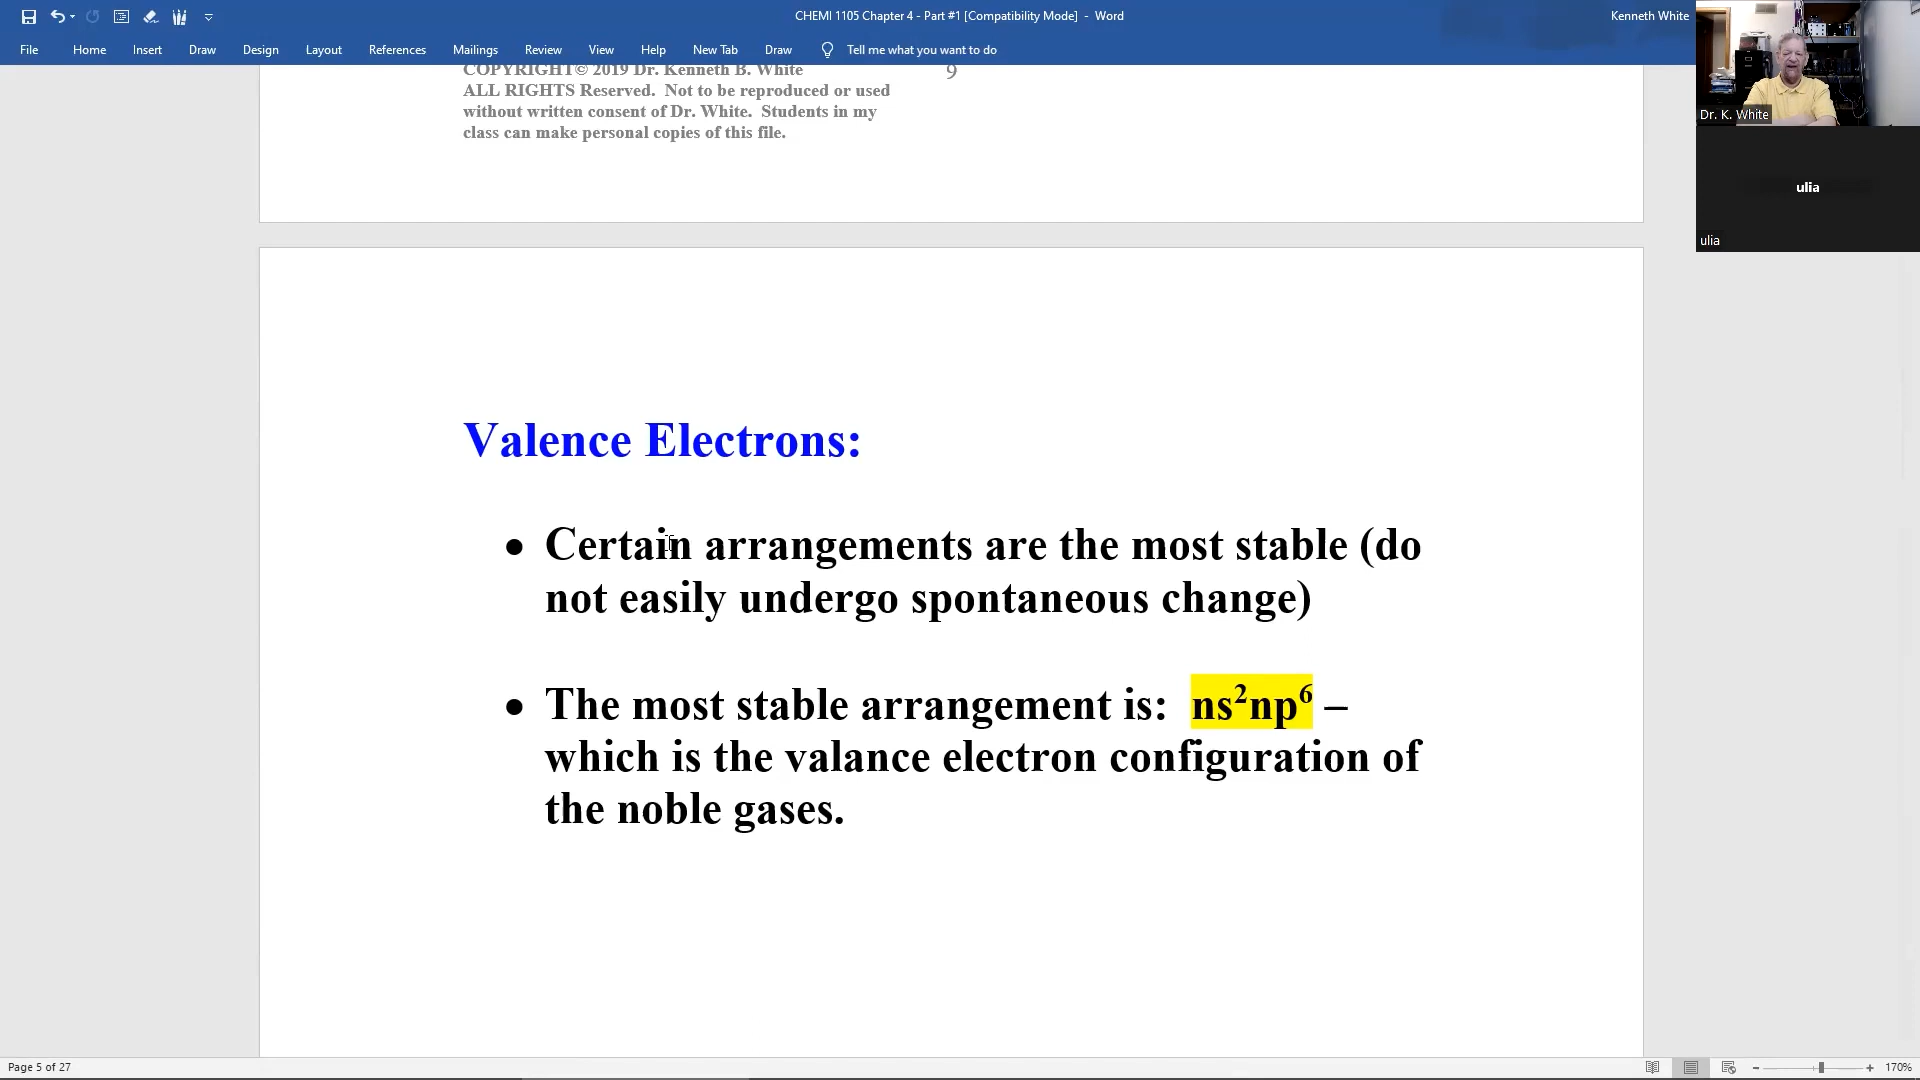 CHEMI 1105 Chapter 4 - Part #1 [Compatibility Mode] - Word
Kenneth White
File Home Insert Draw Design Layout References Mailings Review View Help New Tab Draw Tell me what you want to do
COPYRIGHT© 2019 Dr. Kenneth B. White 9
ALL RIGHTS Reserved. Not to be reproduced or used
without written consent of Dr. White. Students in my
class can make personal copies of this file.
Dr. K. White
ulia
ulia
Valence Electrons:
• Certain arrangements are the most stable (do
not easily undergo spontaneous change)
• The most stable arrangement is: ns²np⁶ –
which is the valance electron configuration of
the noble gases.
Page 5 of 27
170%